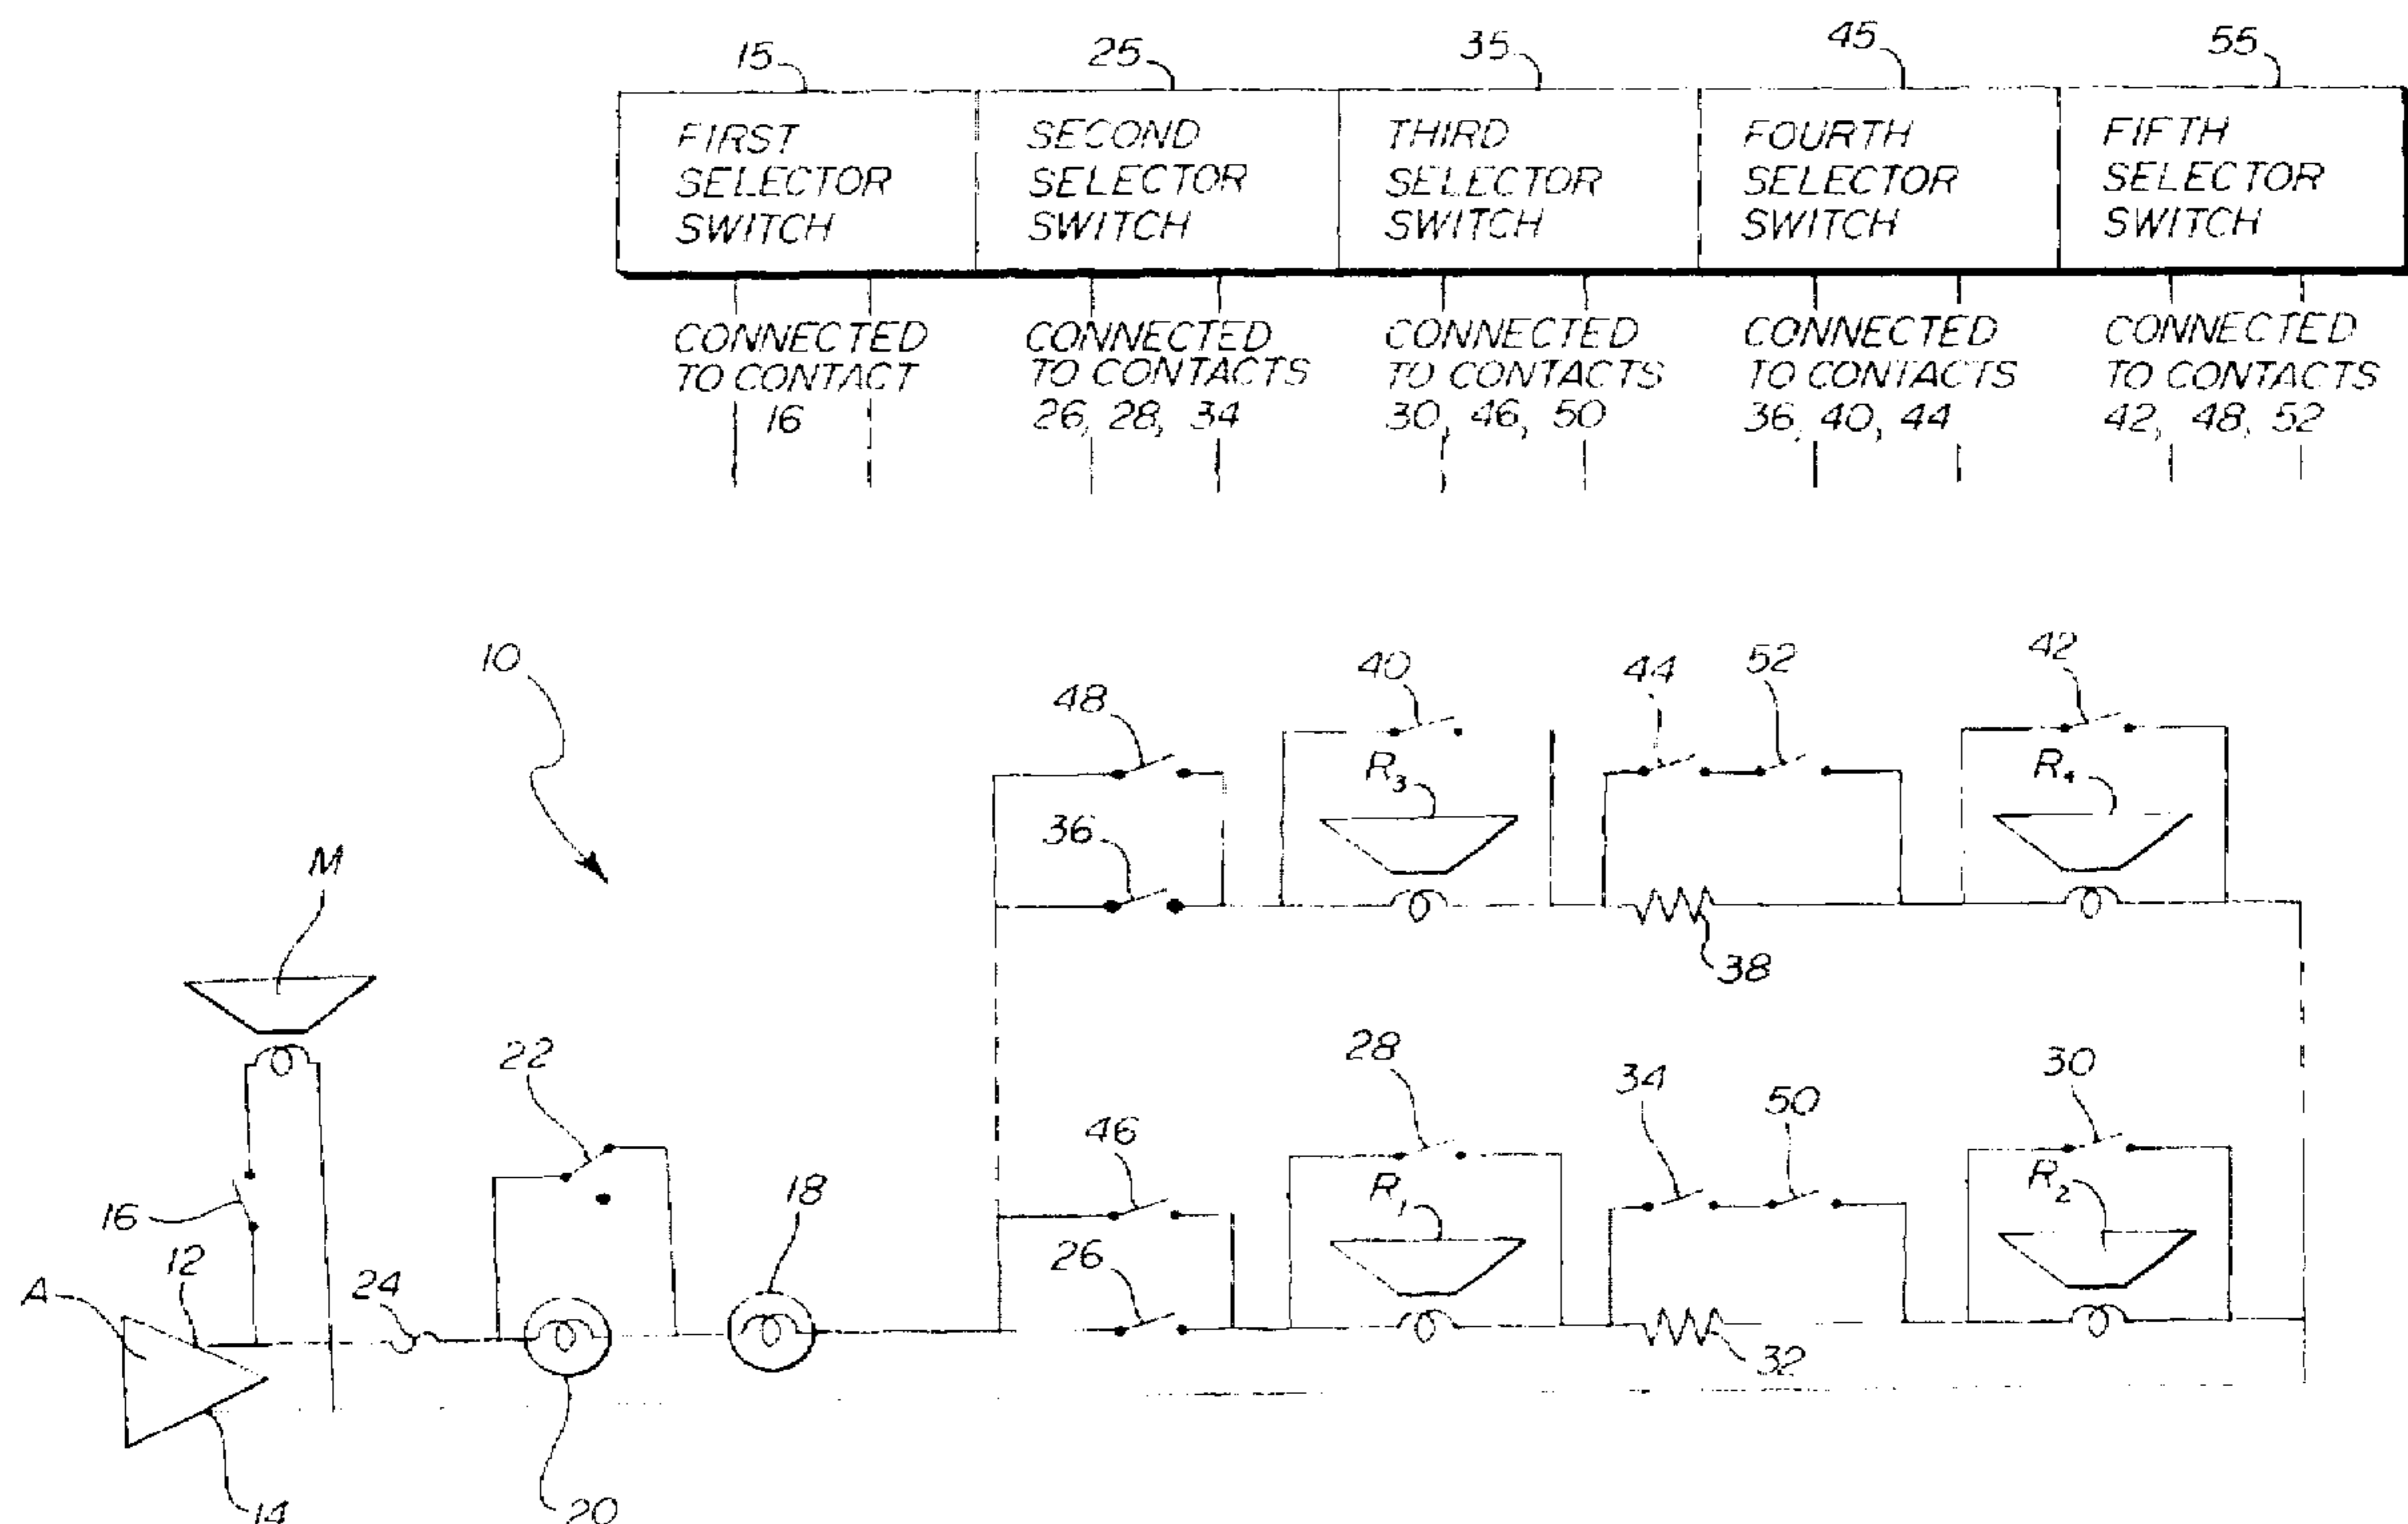 15 25 35 45 55
FIRST SELECTOR SWITCH
SECOND SELECTOR SWITCH
THIRD SELECTOR SWITCH
FOURTH SELECTOR SWITCH
FIFTH SELECTOR SWITCH
CONNECTED TO CONTACT 16
CONNECTED TO CONTACTS 26, 28, 34
CONNECTED TO CONTACTS 30, 46, 50
CONNECTED TO CONTACTS 36, 40, 44
CONNECTED TO CONTACTS 42, 48, 52
10
48 40 44 52 42
R3 R4
36
M
38
22 28 34 50 30
46 R1 R2
16 12 18 26
A 24
32
14 20